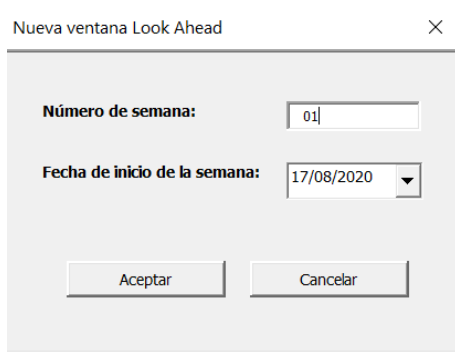 Nueva ventana Look Ahead
Número de semana: 01
Fecha de inicio de la semana: 17/08/2020
Aceptar Cancelar